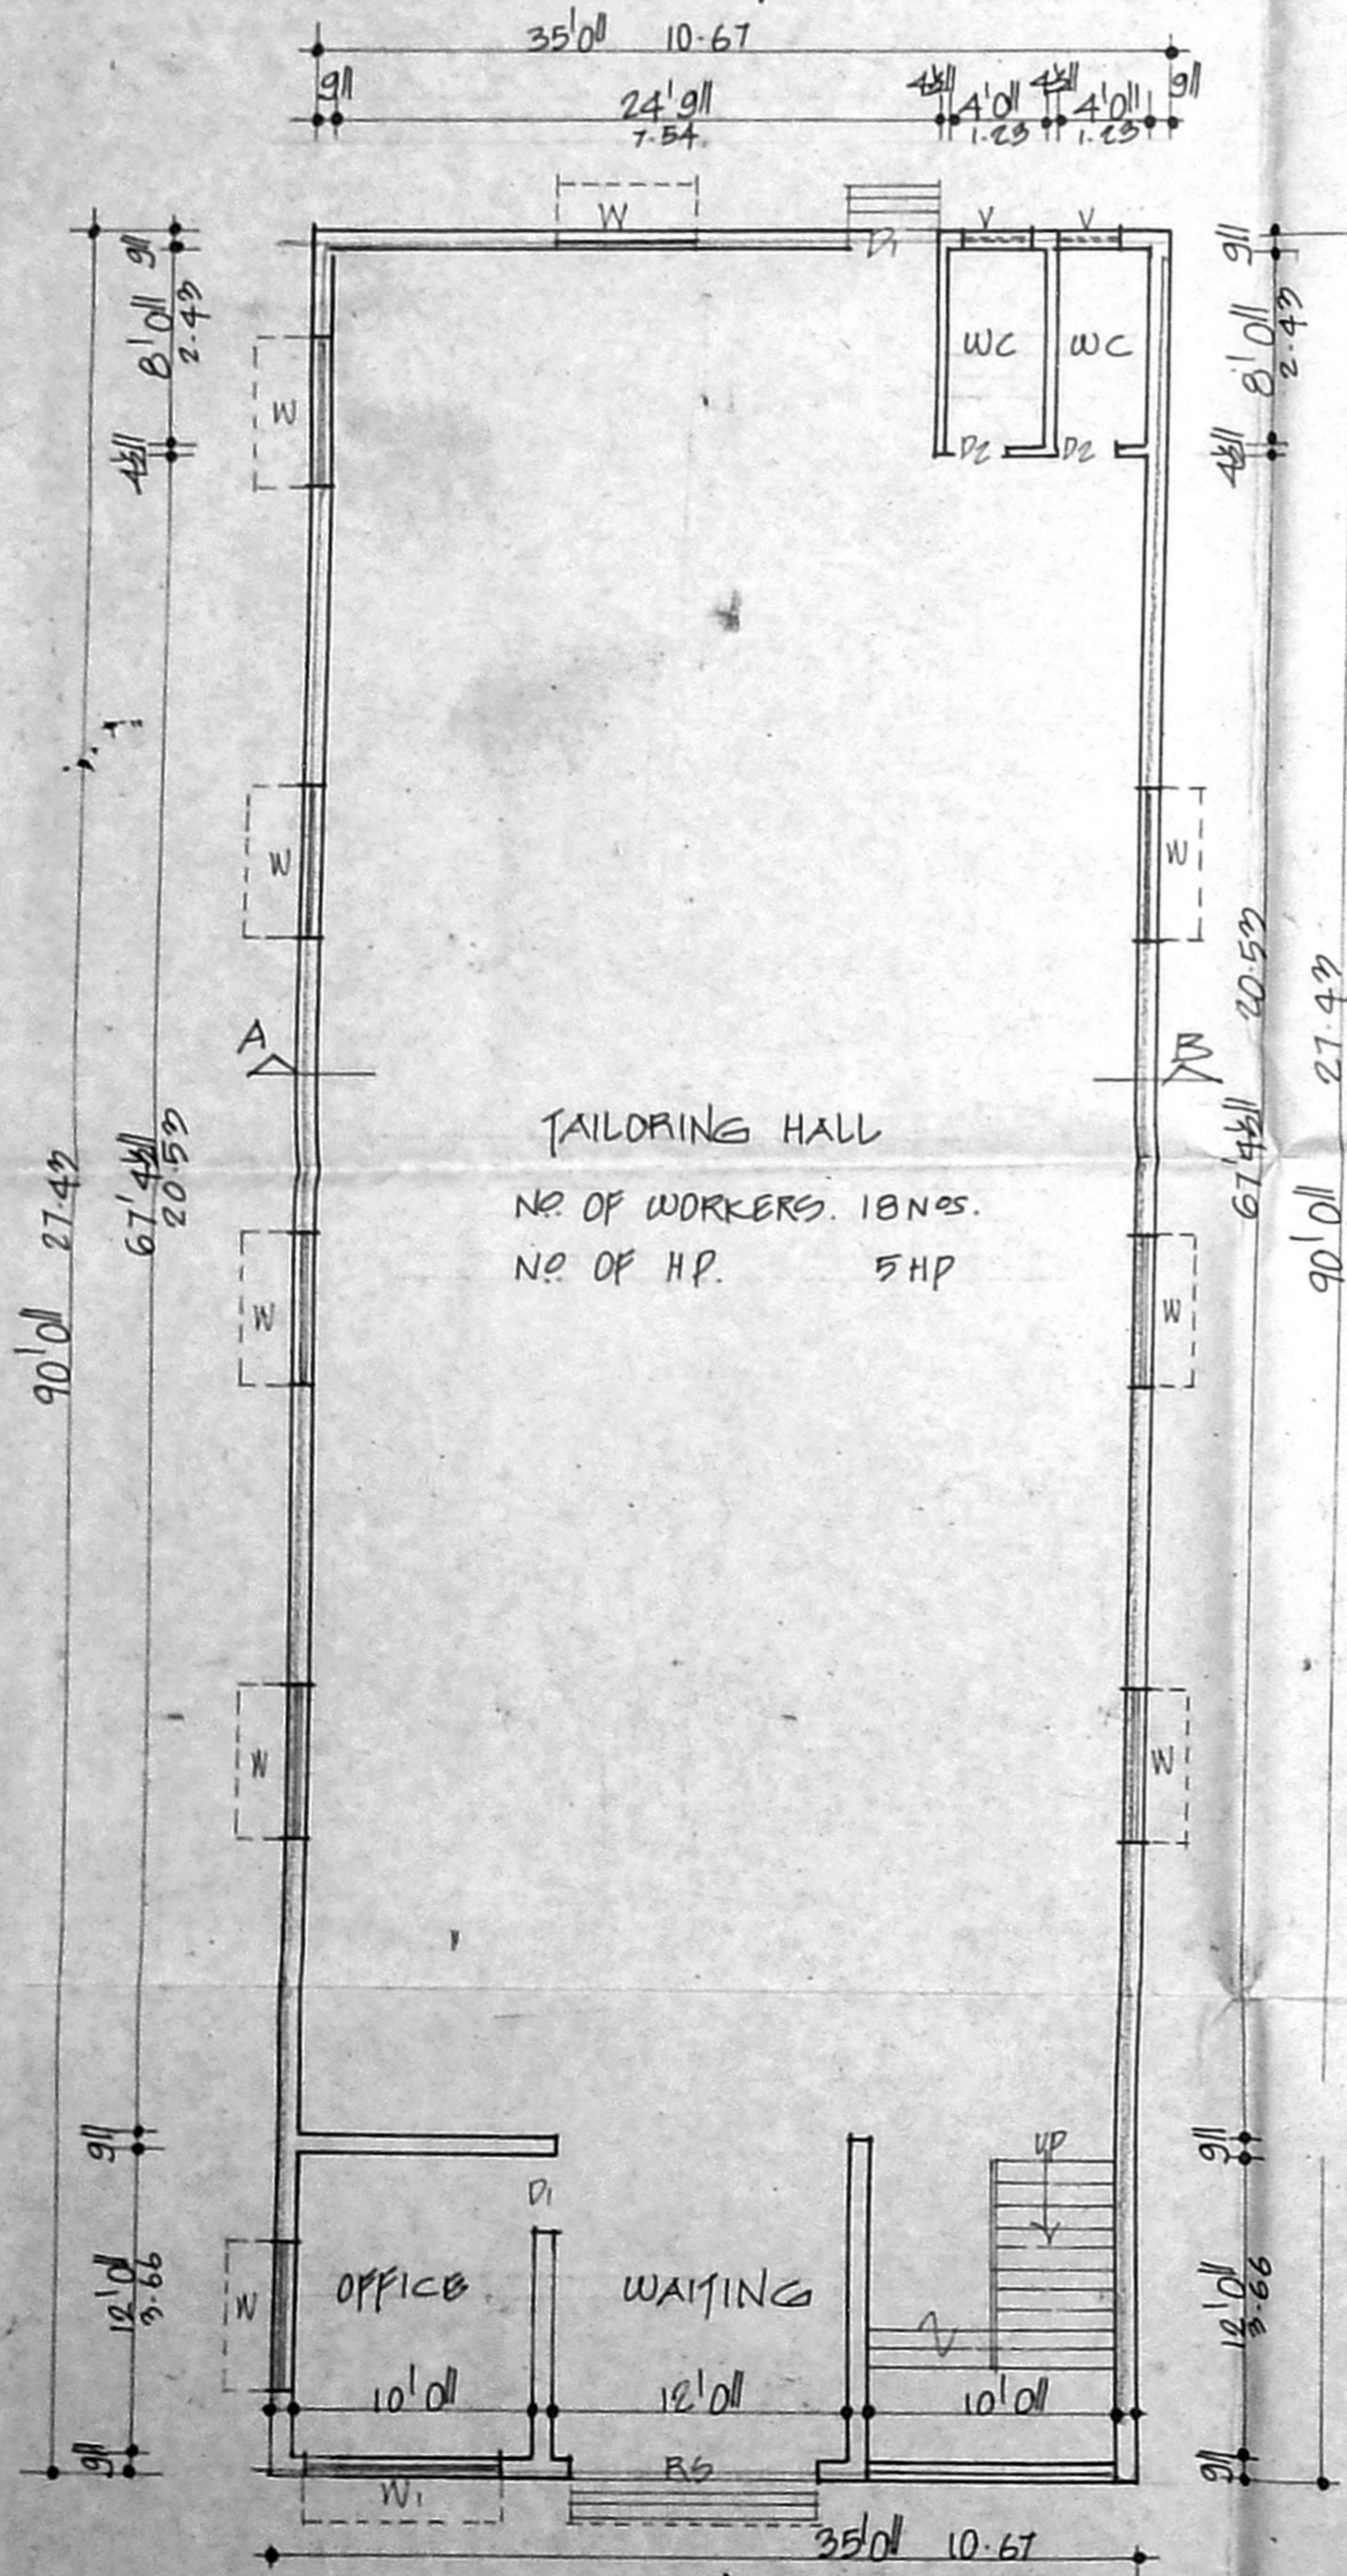 35'0" 10.67
9" 24'9" 4½" 4'0" 4½" 4'0" 9"
7.54 1.23 1.23
W D1 V V
9" 9"
8'0" 2.43 8'0" 2.43
WC WC
W
4½" D2 D2 4½"
W W
A B
67'4½" 20.53 67'4½" 20.53
90'0" 27.43 90'0" 27.43
TAILORING HALL
No. OF WORKERS. 18 Nos.
No. OF HP. 5 HP
W W
W W
9" UP 9"
D1
12'0" 3.66 12'0" 3.66
W OFFICE WAITING
10'0" 12'0" 10'0"
9" RS 9"
W1
35'0" 10.67